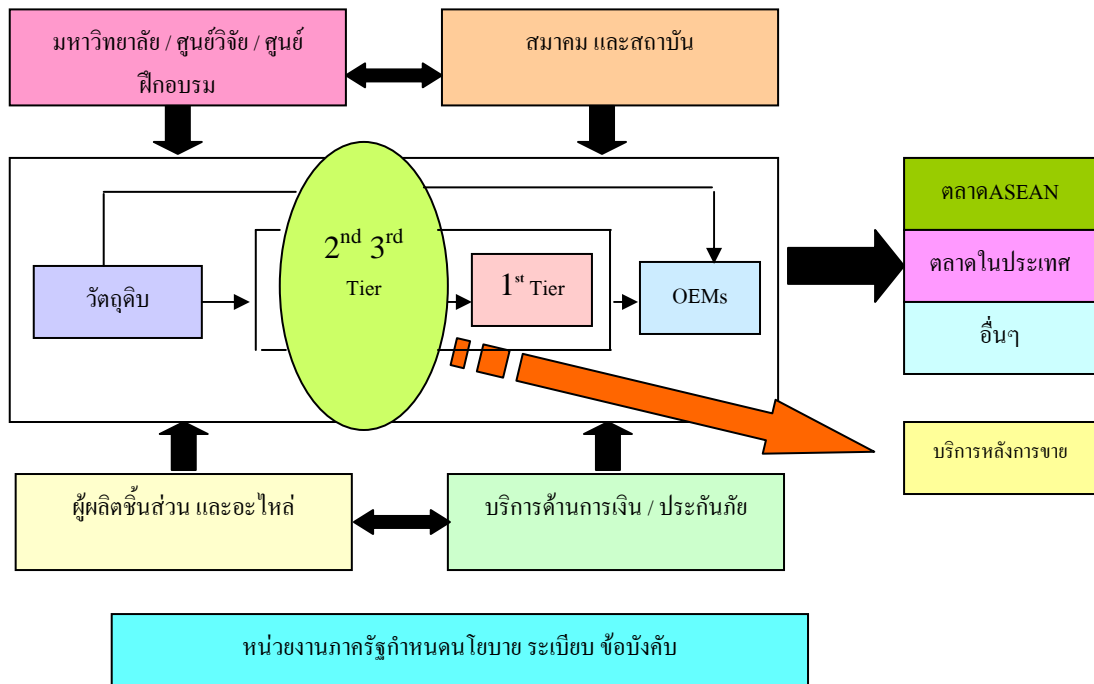 มหาวิทยาลัย / ศูนย์วิจัย / ศูนย์
ฝึกอบรม
สมาคม และสถาบัน
2nd 3rd
Tier
วัตถุดิบ
1st Tier
OEMs
ตลาดASEAN
ตลาดในประเทศ
อื่นๆ
บริการหลังการขาย
ผู้ผลิตชิ้นส่วน และอะไหล่
บริการด้านการเงิน / ประกันภัย
หน่วยงานภาครัฐกำหนดนโยบาย ระเบียบ ข้อบังคับ